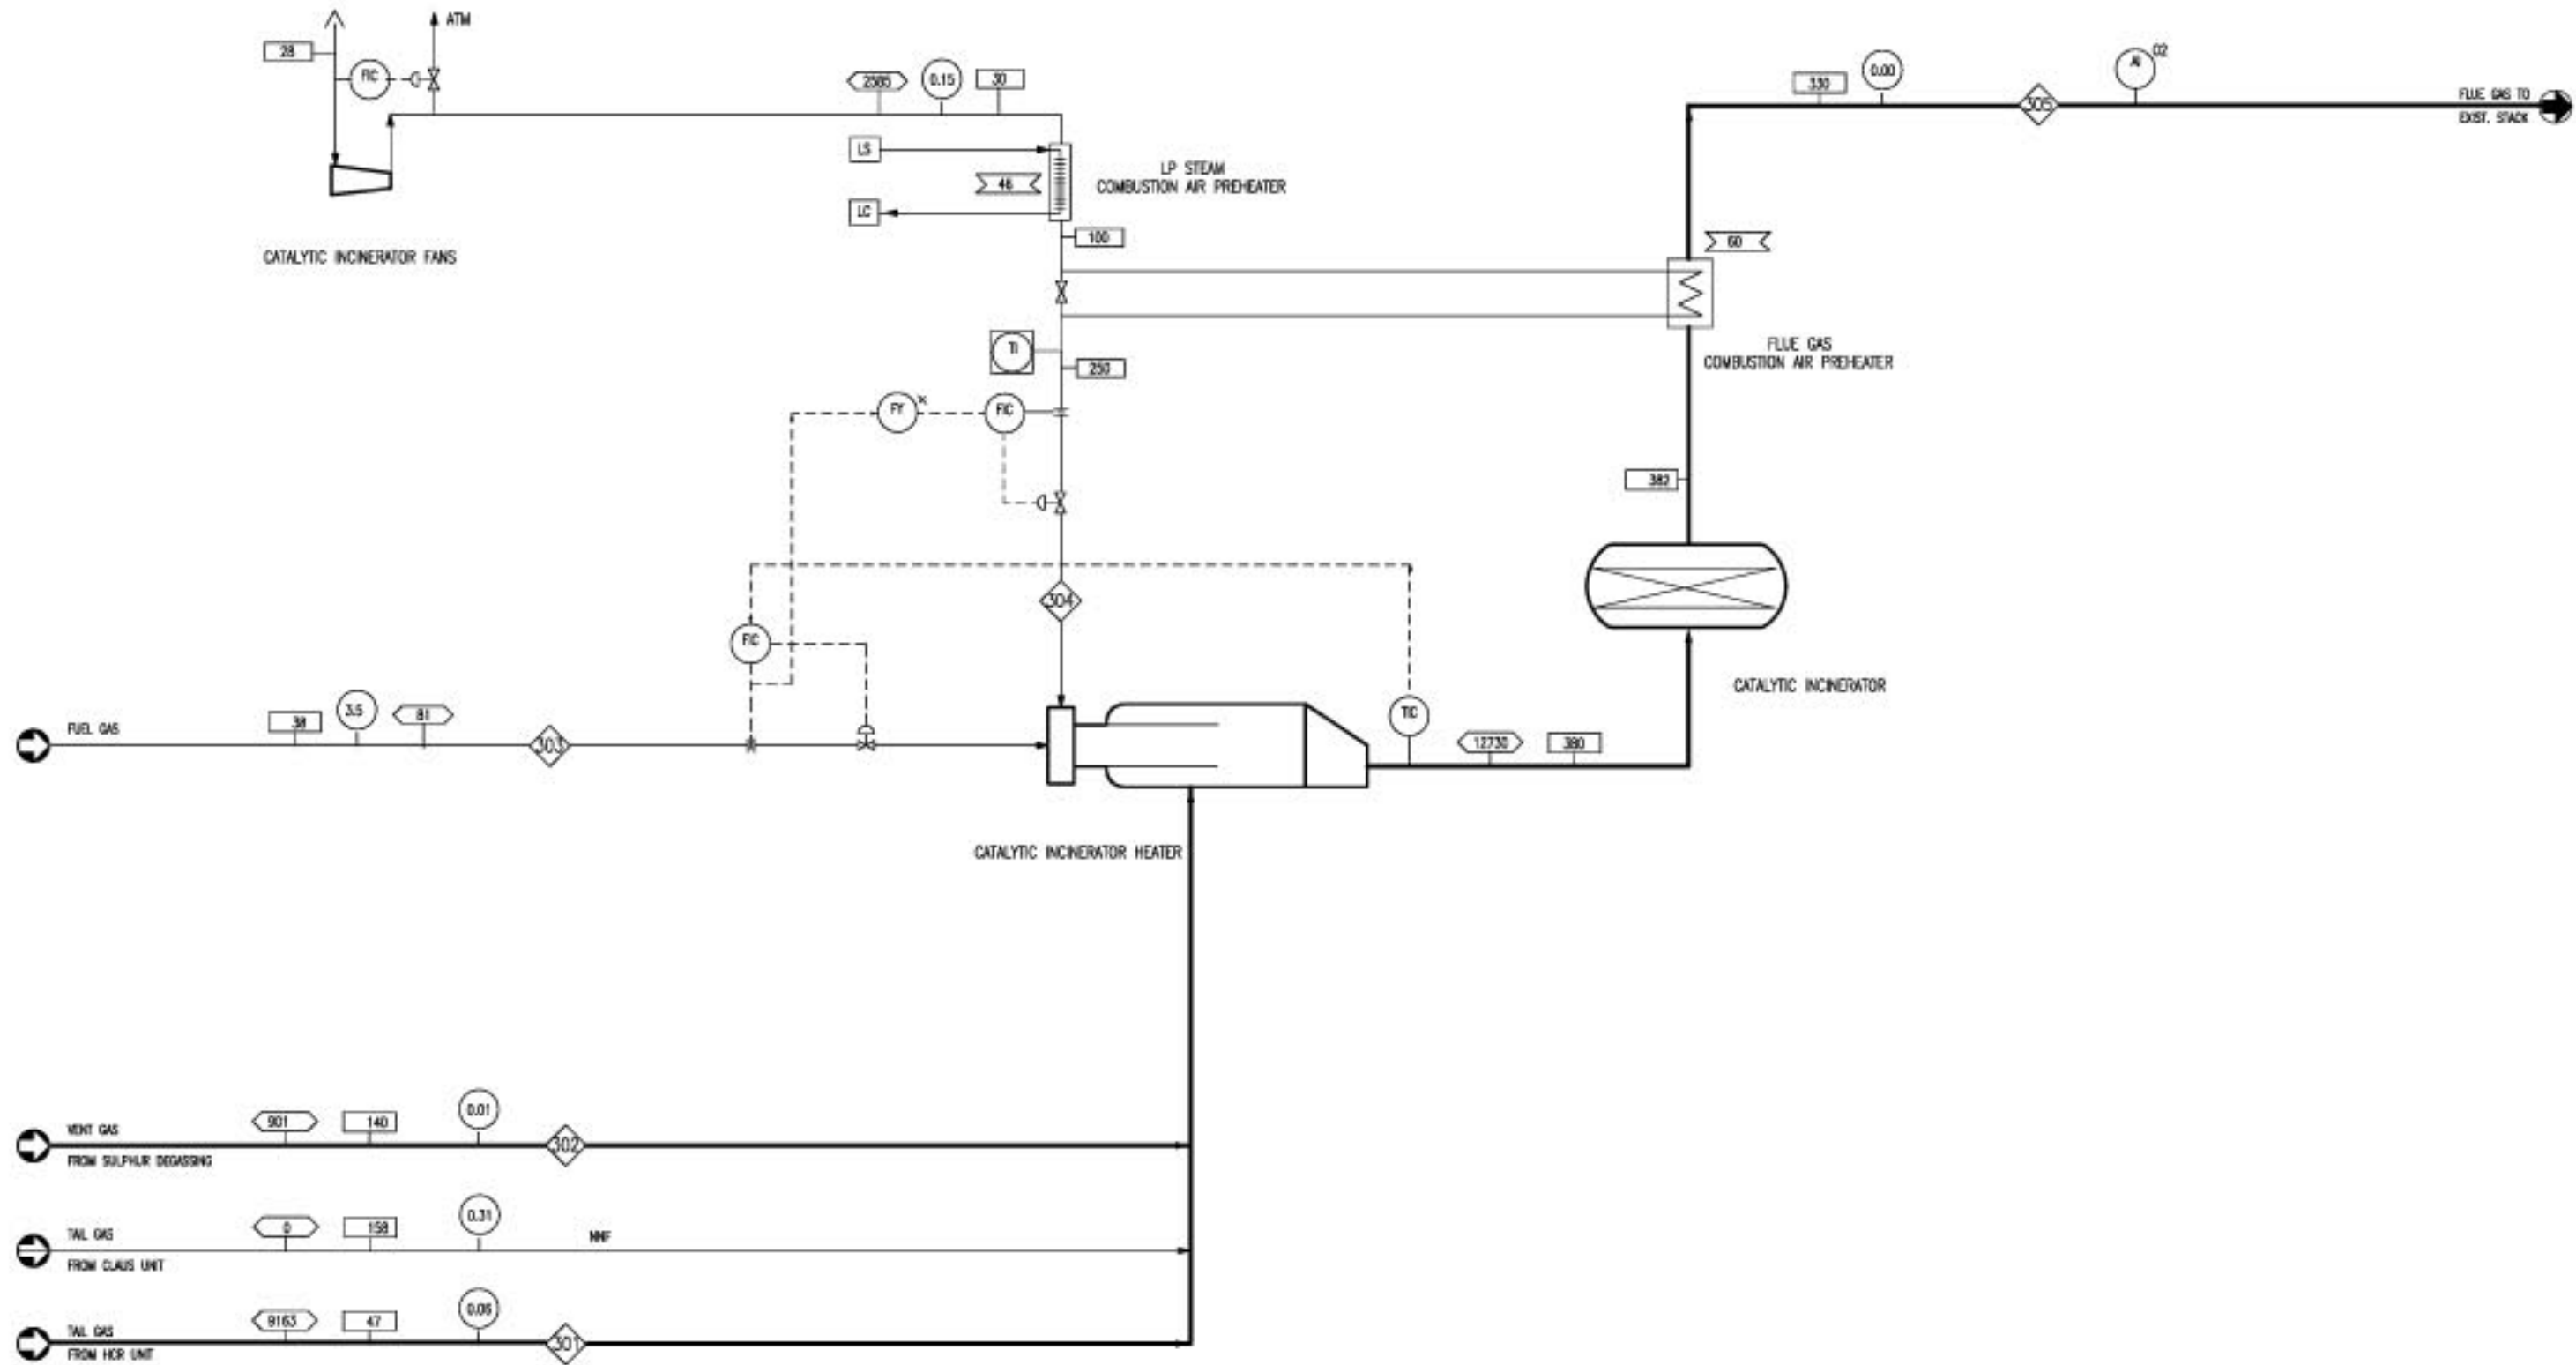 ATM
28
FIC
2585
0.15
30
330
0.00
305
AI
O2
FLUE GAS TO
EXIST. STACK
LS
46
LC
LP STEAM
COMBUSTION AIR PREHEATER
CATALYTIC INCINERATOR FANS
100
60
TI
250
FLUE GAS
COMBUSTION AIR PREHEATER
FY
X
FIC
382
304
FIC
CATALYTIC INCINERATOR
FUEL GAS
38
3.5
81
303
TIC
12730
380
CATALYTIC INCINERATOR HEATER
VENT GAS
FROM SULPHUR DEGASSING
901
140
0.01
302
TAIL GAS
FROM CLAUS UNIT
0
158
0.31
NNF
TAIL GAS
FROM HCR UNIT
9163
47
0.06
301